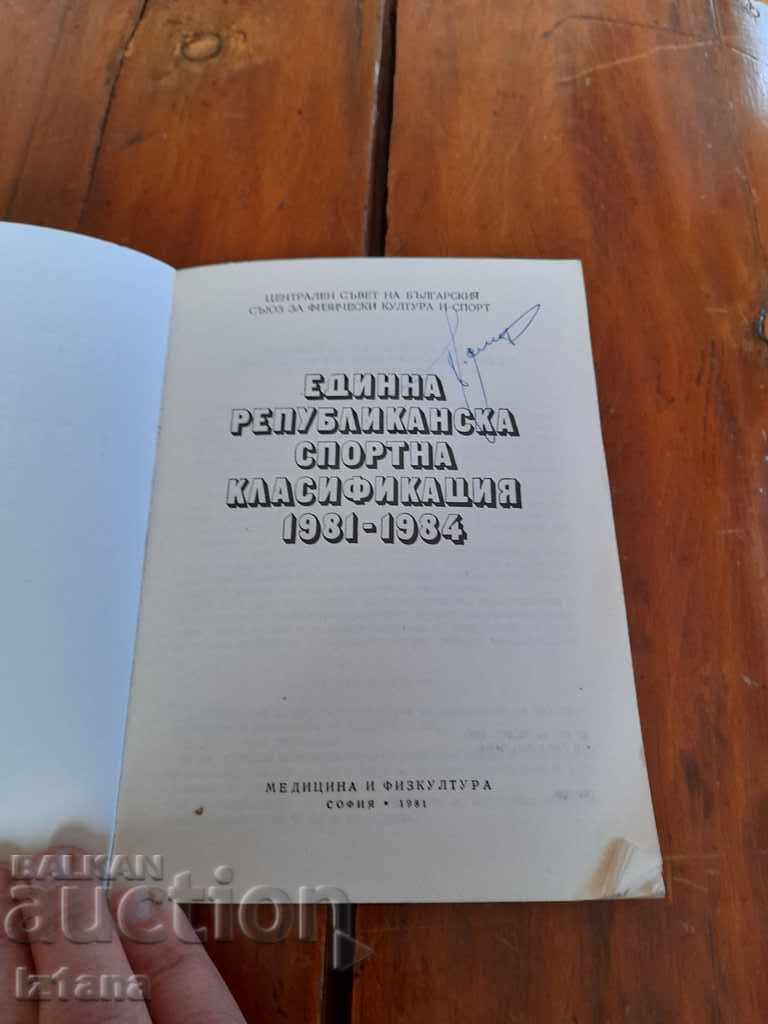 ЦЕНТРАЛЕН СЪВЕТ НА БЪЛГАРСКИЯ
СЪЮЗ ЗА ФИЗИЧЕСКИ КУЛТУРА И СПОРТ
ЕДИННА
РЕПУБЛИКАНСКА
СПОРТНА
КЛАСИФИКАЦИЯ
1981-1984
МЕДИЦИНА И ФИЗКУЛТУРА
СОФИЯ • 1981
BALKAN
auction
iz1ana